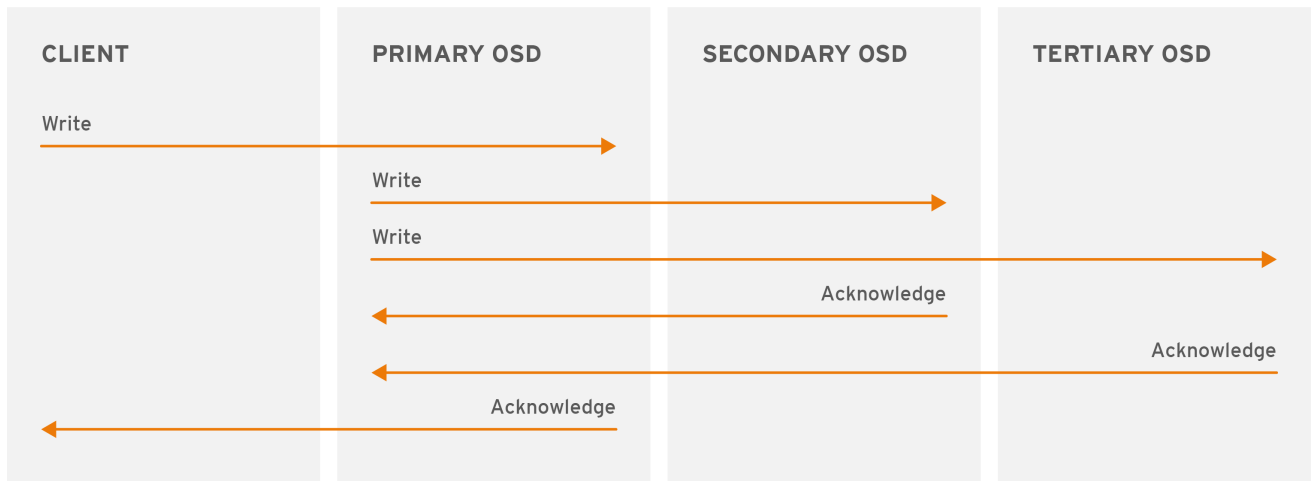 CLIENT
PRIMARY OSD
SECONDARY OSD
TERTIARY OSD
Write
Write
Write
Acknowledge
Acknowledge
Acknowledge